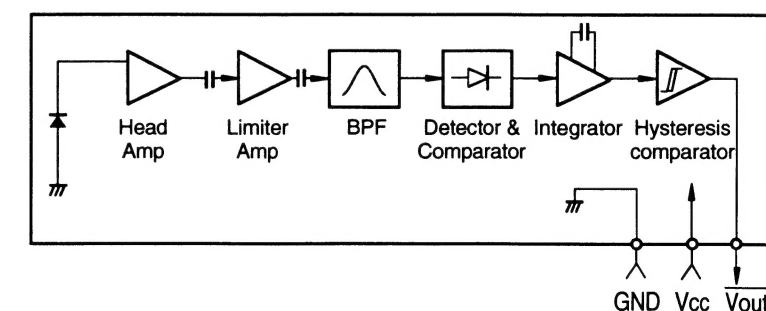 Head
Amp
Limiter
Amp
BPF
Detector &
Comparator
Integrator
Hysteresis
comparator
GND Vcc Vout